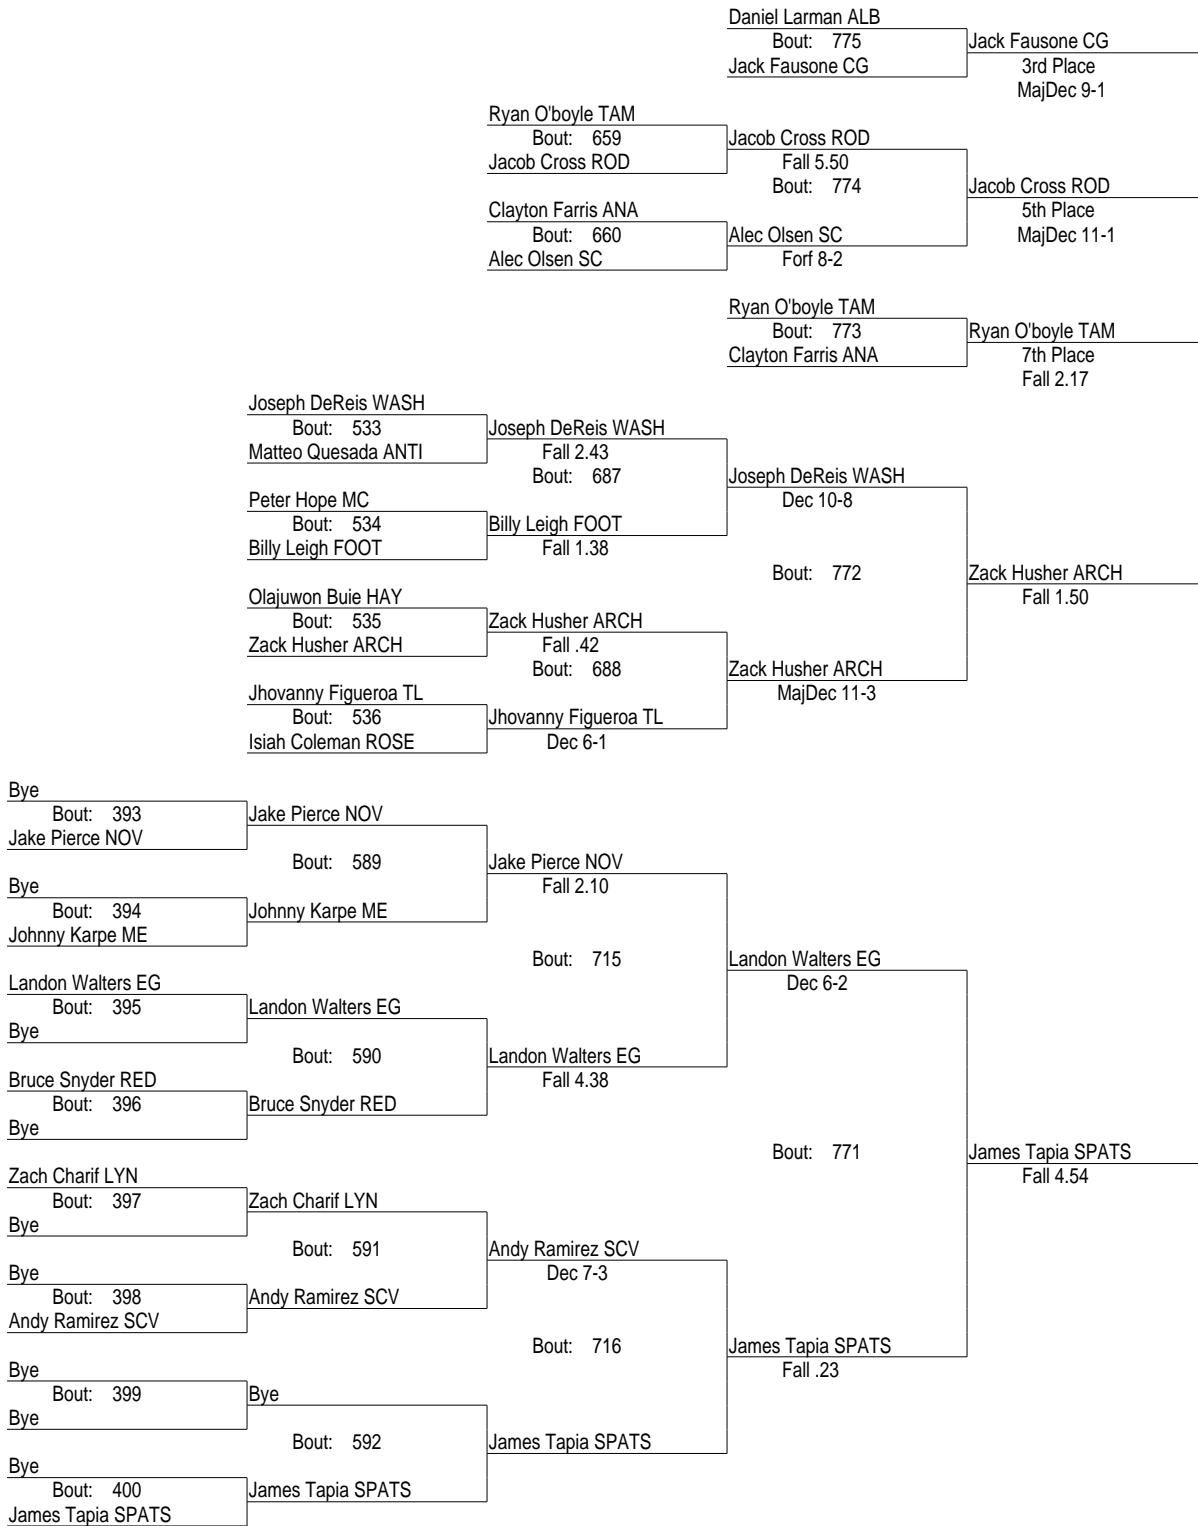 Daniel Larman ALB
Bout: 775
Jack Fausone CG
Jack Fausone CG
3rd Place
MajDec 9-1
Ryan O'boyle TAM
Bout: 659
Jacob Cross ROD
Jacob Cross ROD
Fall 5.50
Bout: 774
Jacob Cross ROD
5th Place
MajDec 11-1
Clayton Farris ANA
Bout: 660
Alec Olsen SC
Alec Olsen SC
Forf 8-2
Ryan O'boyle TAM
Bout: 773
Clayton Farris ANA
Ryan O'boyle TAM
7th Place
Fall 2.17
Joseph DeReis WASH
Bout: 533
Matteo Quesada ANTI
Joseph DeReis WASH
Fall 2.43
Bout: 687
Joseph DeReis WASH
Dec 10-8
Peter Hope MC
Bout: 534
Billy Leigh FOOT
Billy Leigh FOOT
Fall 1.38
Bout: 772
Zack Husher ARCH
Fall 1.50
Olajuwon Buie HAY
Bout: 535
Zack Husher ARCH
Zack Husher ARCH
Fall .42
Bout: 688
Zack Husher ARCH
MajDec 11-3
Jhovanny Figueroa TL
Bout: 536
Isiah Coleman ROSE
Jhovanny Figueroa TL
Dec 6-1
Bye
Bout: 393
Jake Pierce NOV
Jake Pierce NOV
Bout: 589
Jake Pierce NOV
Fall 2.10
Bye
Bout: 394
Johnny Karpe ME
Johnny Karpe ME
Bout: 715
Landon Walters EG
Dec 6-2
Landon Walters EG
Bout: 395
Bye
Landon Walters EG
Bout: 590
Landon Walters EG
Fall 4.38
Bruce Snyder RED
Bout: 396
Bye
Bruce Snyder RED
Bout: 771
James Tapia SPATS
Fall 4.54
Zach Charif LYN
Bout: 397
Bye
Zach Charif LYN
Bout: 591
Andy Ramirez SCV
Dec 7-3
Bye
Bout: 398
Andy Ramirez SCV
Andy Ramirez SCV
Bout: 716
James Tapia SPATS
Fall .23
Bye
Bout: 399
Bye
Bye
Bout: 592
James Tapia SPATS
Bye
Bout: 400
James Tapia SPATS
James Tapia SPATS